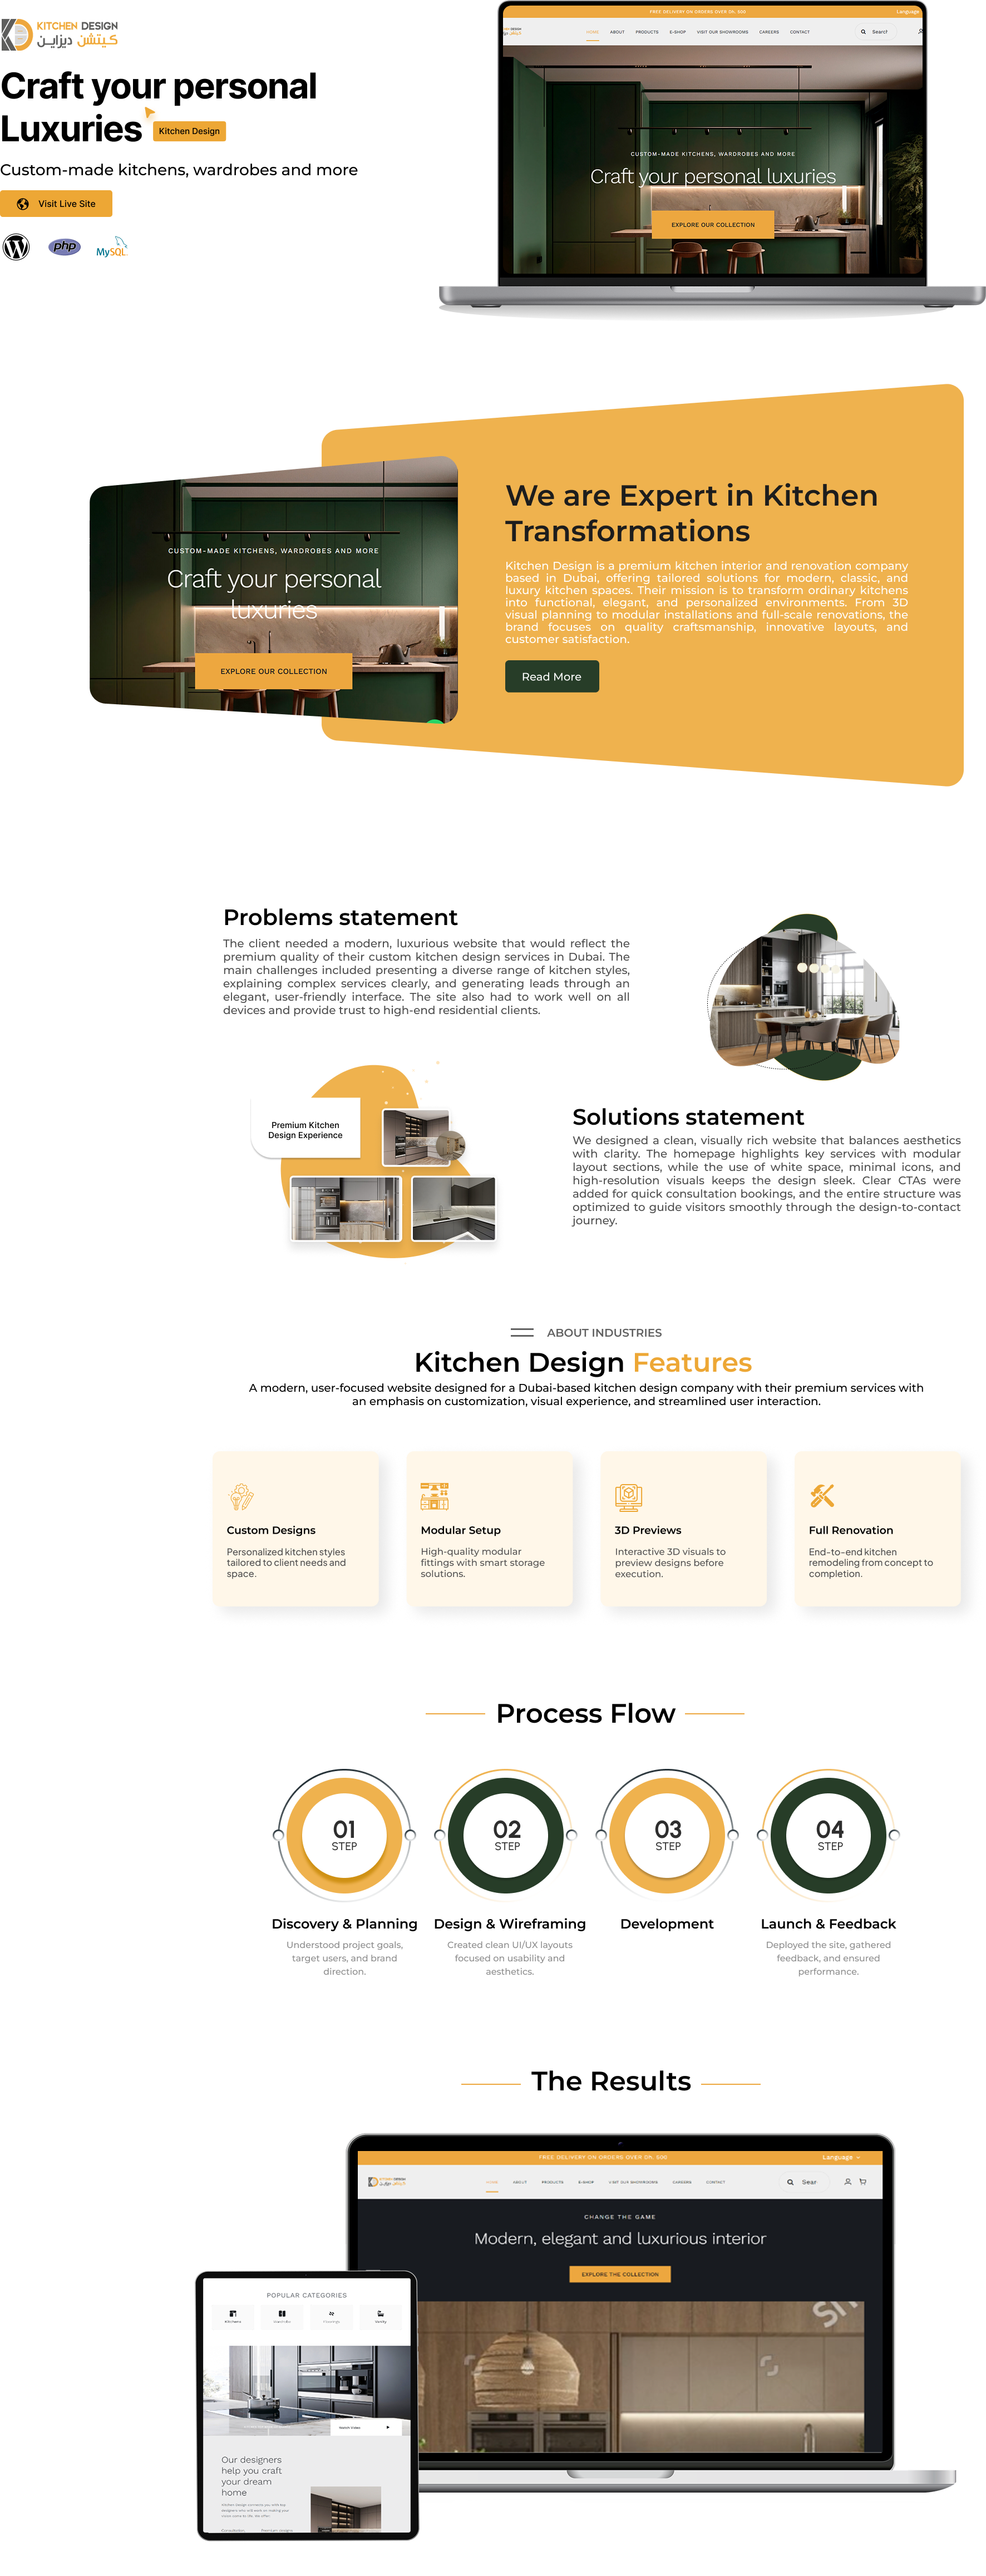 KITCHEN DESIGN
كيتشن ديزاين
Craft your personal
Luxuries
Kitchen Design
Custom-made kitchens, wardrobes and more
Visit Live Site
php
MySQL
FREE DELIVERY ON ORDERS OVER Dh. 500
Language
HOME ABOUT PRODUCTS E-SHOP VISIT OUR SHOWROOMS CAREERS CONTACT
CUSTOM-MADE KITCHENS, WARDROBES AND MORE
Craft your personal luxuries
EXPLORE OUR COLLECTION
CUSTOM-MADE KITCHENS, WARDROBES AND MORE
Craft your personal
luxuries
EXPLORE OUR COLLECTION
We are Expert in Kitchen
Transformations
Kitchen Design is a premium kitchen interior and renovation company
based in Dubai, offering tailored solutions for modern, classic, and
luxury kitchen spaces. Their mission is to transform ordinary kitchens
into functional, elegant, and personalized environments. From 3D
visual planning to modular installations and full-scale renovations, the
brand focuses on quality craftsmanship, innovative layouts, and
customer satisfaction.
Read More
Problems statement
The client needed a modern, luxurious website that would reflect the
premium quality of their custom kitchen design services in Dubai. The
main challenges included presenting a diverse range of kitchen styles,
explaining complex services clearly, and generating leads through an
elegant, user-friendly interface. The site also had to work well on all
devices and provide trust to high-end residential clients.
Premium Kitchen
Design Experience
Solutions statement
We designed a clean, visually rich website that balances aesthetics
with clarity. The homepage highlights key services with modular
layout sections, while the use of white space, minimal icons, and
high-resolution visuals keeps the design sleek. Clear CTAs were
added for quick consultation bookings, and the entire structure was
optimized to guide visitors smoothly through the design-to-contact
journey.
ABOUT INDUSTRIES
Kitchen Design Features
A modern, user-focused website designed for a Dubai-based kitchen design company with their premium services with
an emphasis on customization, visual experience, and streamlined user interaction.
Custom Designs
Personalized kitchen styles
tailored to client needs and
space.
Modular Setup
High-quality modular
fittings with smart storage
solutions.
3D Previews
Interactive 3D visuals to
preview designs before
execution.
Full Renovation
End-to-end kitchen
remodeling from concept to
completion.
Process Flow
01
STEP
02
STEP
03
STEP
04
STEP
Discovery & Planning
Understood project goals,
target users, and brand
direction.
Design & Wireframing
Created clean UI/UX layouts
focused on usability and
aesthetics.
Development
Launch & Feedback
Deployed the site, gathered
feedback, and ensured
performance.
The Results
FREE DELIVERY ON ORDERS OVER Dh. 500
Language
HOME ABOUT PRODUCTS E-SHOP VISIT OUR SHOWROOMS CAREERS CONTACT
Sear
CHANGE THE GAME
Modern, elegant and luxurious interior
EXPLORE THE COLLECTION
POPULAR CATEGORIES
Kitchens
Vanity
Watch Video
Our designers
help you craft
your dream
home